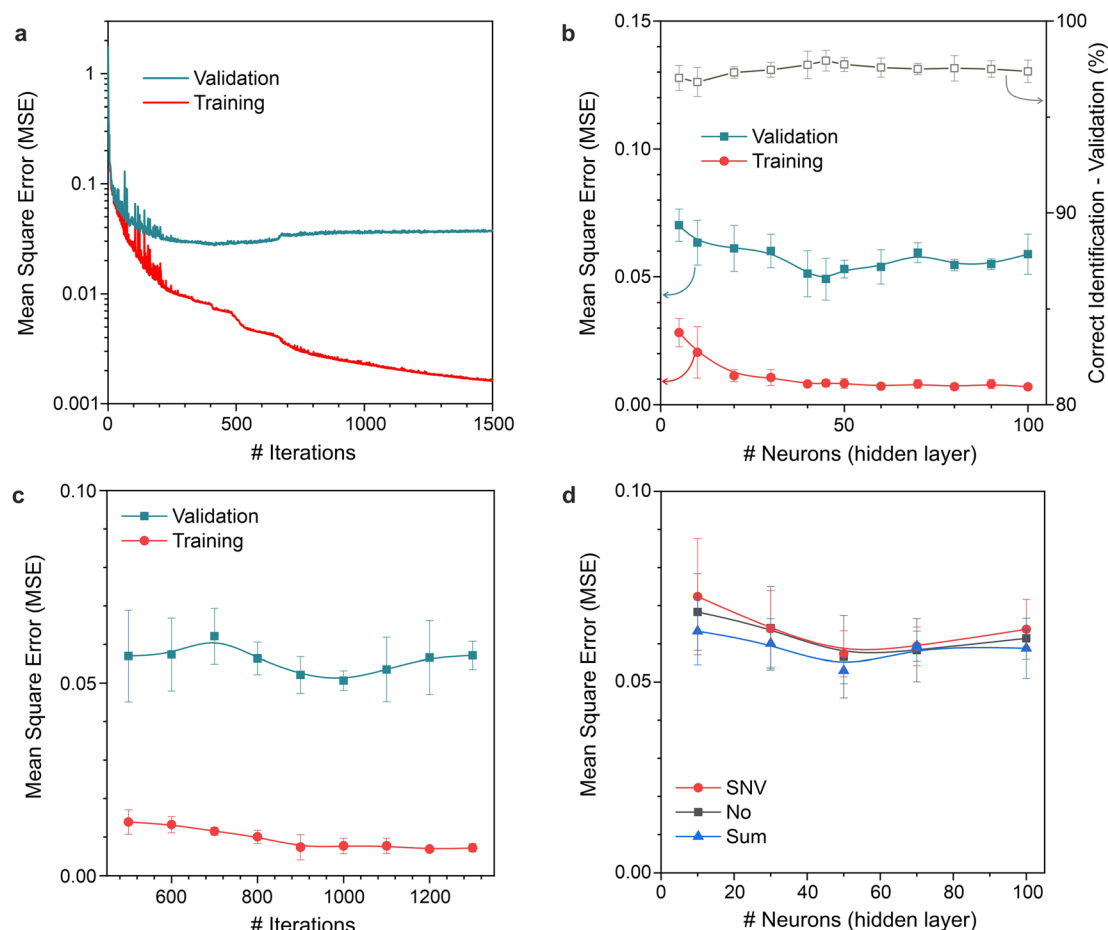 a
Mean Square Error (MSE)
1
0.1
0.01
0.001
Validation
Training
0
500
1000
1500
# Iterations
b
Mean Square Error (MSE)
0.15
0.10
0.05
0.00
Validation
Training
0
50
100
# Neurons (hidden layer)
100
90
80
Correct Identification - Validation (%)
c
Mean Square Error (MSE)
0.10
0.05
0.00
Validation
Training
600
800
1000
1200
# Iterations
d
Mean Square Error (MSE)
0.10
0.05
0.00
SNV
No
Sum
0
20
40
60
80
100
# Neurons (hidden layer)